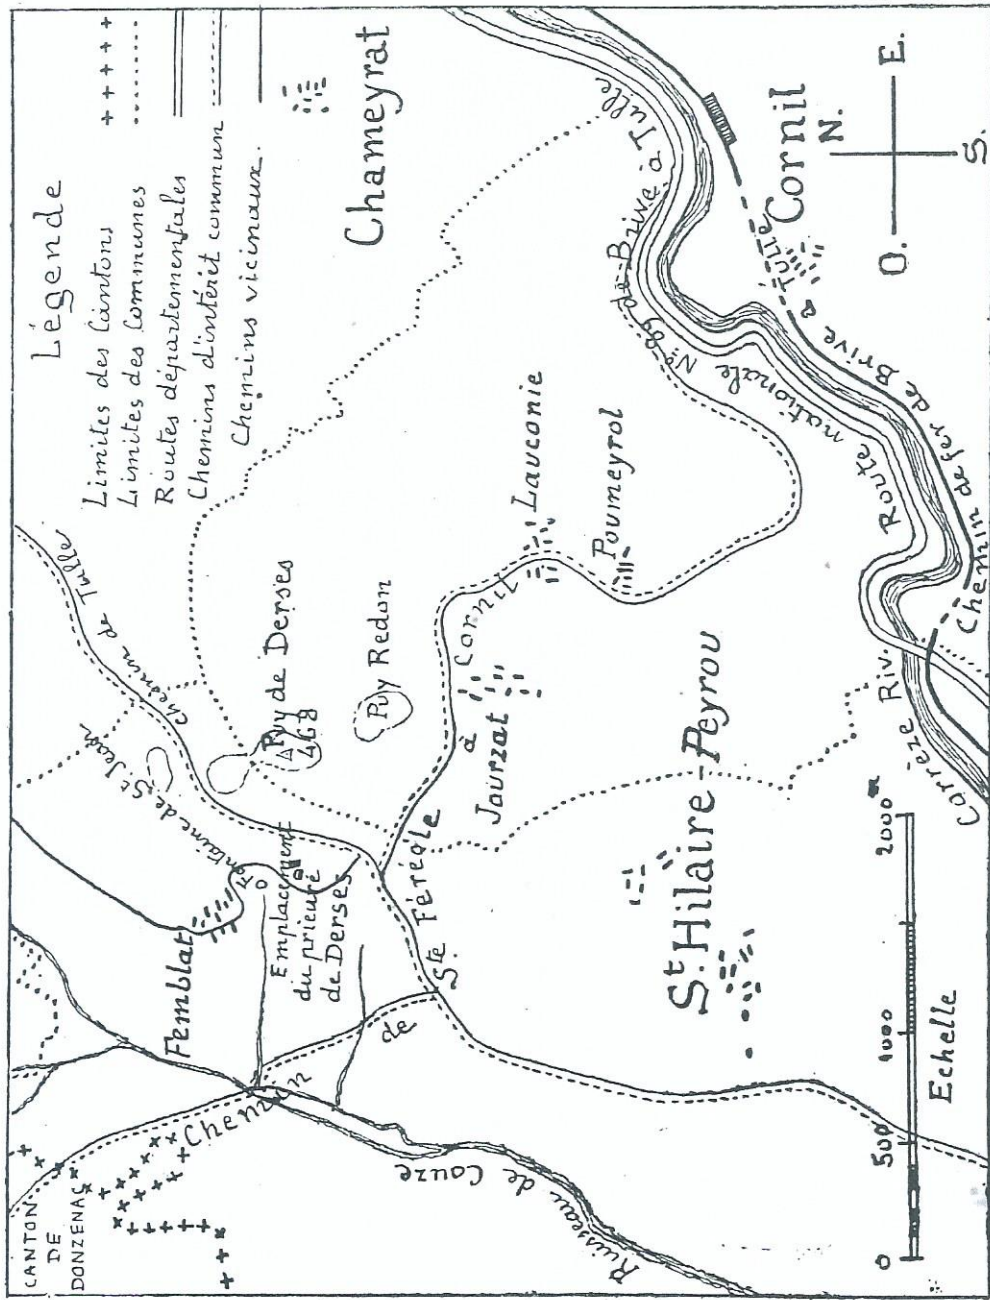 Légende
Limites des Cantons
Limites des Communes
Routes départementales
Chemins d'intérêt commun
Chemins vicinaux.
CANTON
DE
DONZENAC
Chemin de Tulle
Fontaine de St Jean
Femblat
Emplacement
du prieuré
de Derses
Puy de Derses
468
Puy Redon
Chameyrat
Chemin de Ste Féréole à Cornil
Jaurzat
Lauconie
Poumeyrol
St. Hilaire-Peyrou
Ruisseau de Couze
Route nationale No. 89 de Brive à Tulle
Corrèze Riv.
Chemin de fer de Brive à TULLE
Cornil
N.
O.
E.
S.
0
500
1000
2000 m
Echelle